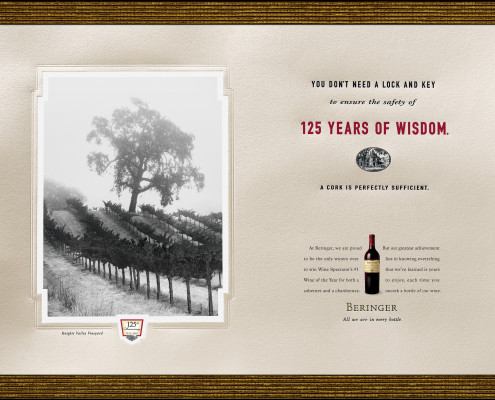 YOU DON'T NEED A LOCK AND KEY
to ensure the safety of
125 YEARS OF WISDOM.
A CORK IS PERFECTLY SUFFICIENT.
At Beringer, we are proud
to be the only winery ever
to win Wine Spectator's #1
Wine of the Year for both a
cabernet and a chardonnay.
But our greatest achievement
lies in knowing everything
that we've learned is yours
to enjoy, each time you
uncork a bottle of our wine.
BERINGER
All we are in every bottle.
Knights Valley Vineyard
125